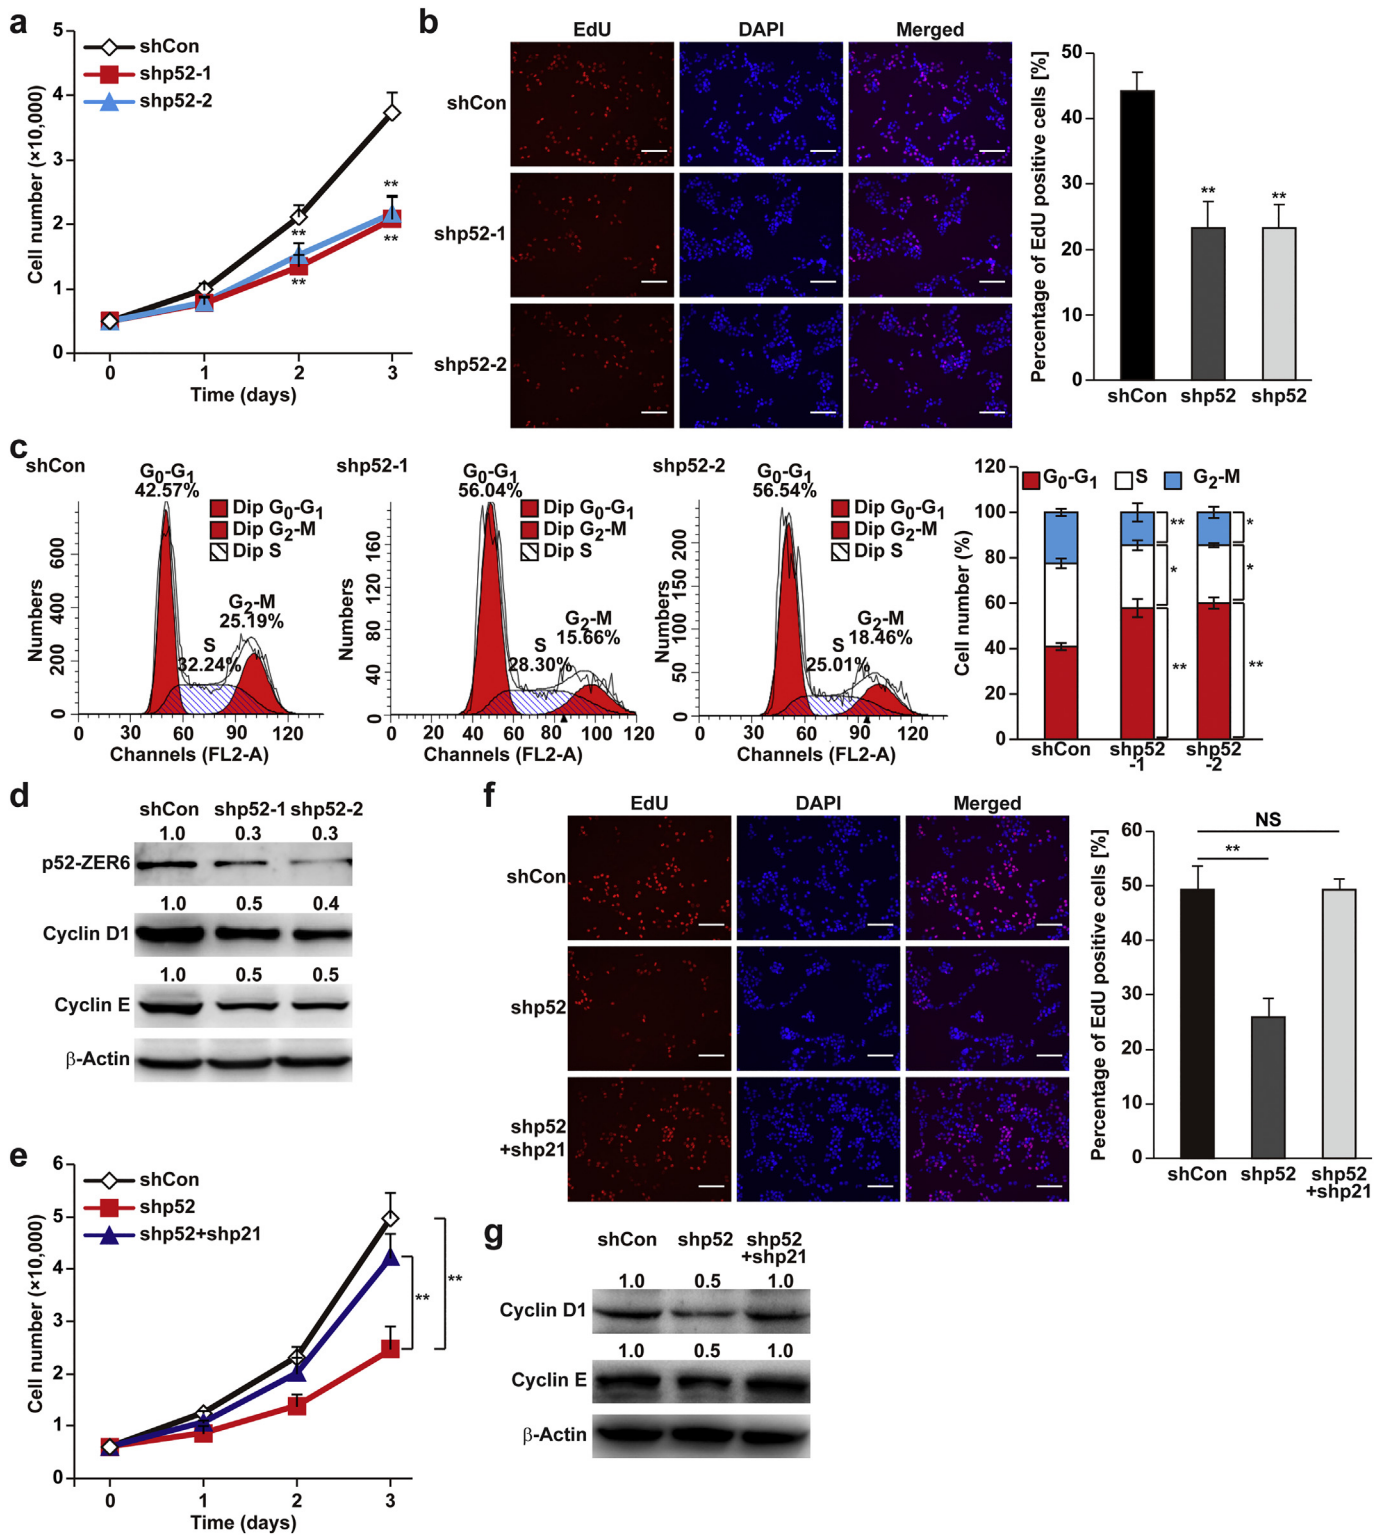 a
5
4
3
2
1
0
Cell number (×10,000)
shCon
shp52-1
shp52-2
**
**
**
**
0 1 2 3
Time (days)
b
EdU DAPI Merged
shCon
shp52-1
shp52-2
Percentage of EdU positive cells [%]
50
40
30
20
10
0
** **
shCon shp52 shp52
c
shCon
G0-G1
42.57%
Dip G0-G1
Dip G2-M
Dip S
G2-M
25.19%
S
32.24%
Numbers
600
400
200
0
0 30 60 90 120
Channels (FL2-A)
shp52-1
G0-G1
56.04%
Dip G0-G1
Dip G2-M
Dip S
G2-M
15.66%
S
28.30%
Numbers
160
120
80
40
0
0 20 40 60 80 100 120
Channels (FL2-A)
shp52-2
G0-G1
56.54%
Dip G0-G1
Dip G2-M
Dip S
G2-M
18.46%
S
25.01%
Numbers
200
150
100
50
0
0 30 60 90 120
Channels (FL2-A)
Cell number (%)
120
100
80
60
40
20
0
G0-G1 S G2-M
** *
* *
** **
shCon shp52-1 shp52-2
d
shCon shp52-1 shp52-2
1.0 0.3 0.3
p52-ZER6
1.0 0.5 0.4
Cyclin D1
1.0 0.5 0.5
Cyclin E
β-Actin
e
6
5
4
3
2
1
0
Cell number (×10,000)
shCon
shp52
shp52+shp21
**
**
0 1 2 3
Time (days)
f
EdU DAPI Merged
shCon
shp52
shp52
+shp21
Percentage of EdU positive cells [%]
60
50
40
30
20
10
0
NS
**
shCon shp52 shp52
+shp21
g
shCon shp52 shp52
+shp21
1.0 0.5 1.0
Cyclin D1
1.0 0.5 1.0
Cyclin E
β-Actin